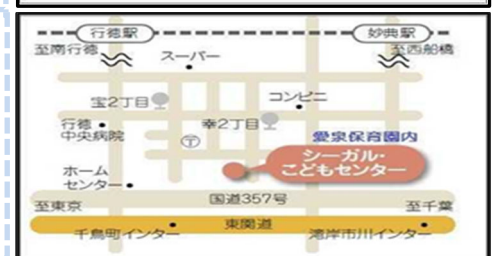 行徳駅
妙典駅
至南行徳
至西船橋
スーパー
宝2丁目
コンビニ
行徳
中央病院
幸2丁目
〒
愛泉保育園内
シーガル・
こどもセンター
ホーム
センター
国道357号
至東京
至千葉
東関道
千鳥町インター
湾岸市川インター